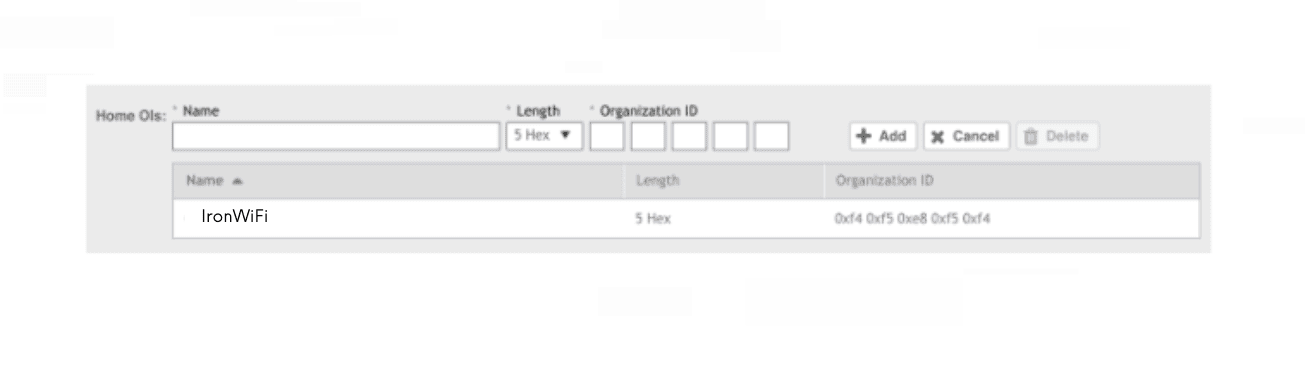 Home OIs: * Name * Length * Organization ID
5 Hex ▼ Add Cancel Delete
Name Length Organization ID
IronWiFi 5 Hex 0xf4 0xf5 0xe8 0xf5 0xf4